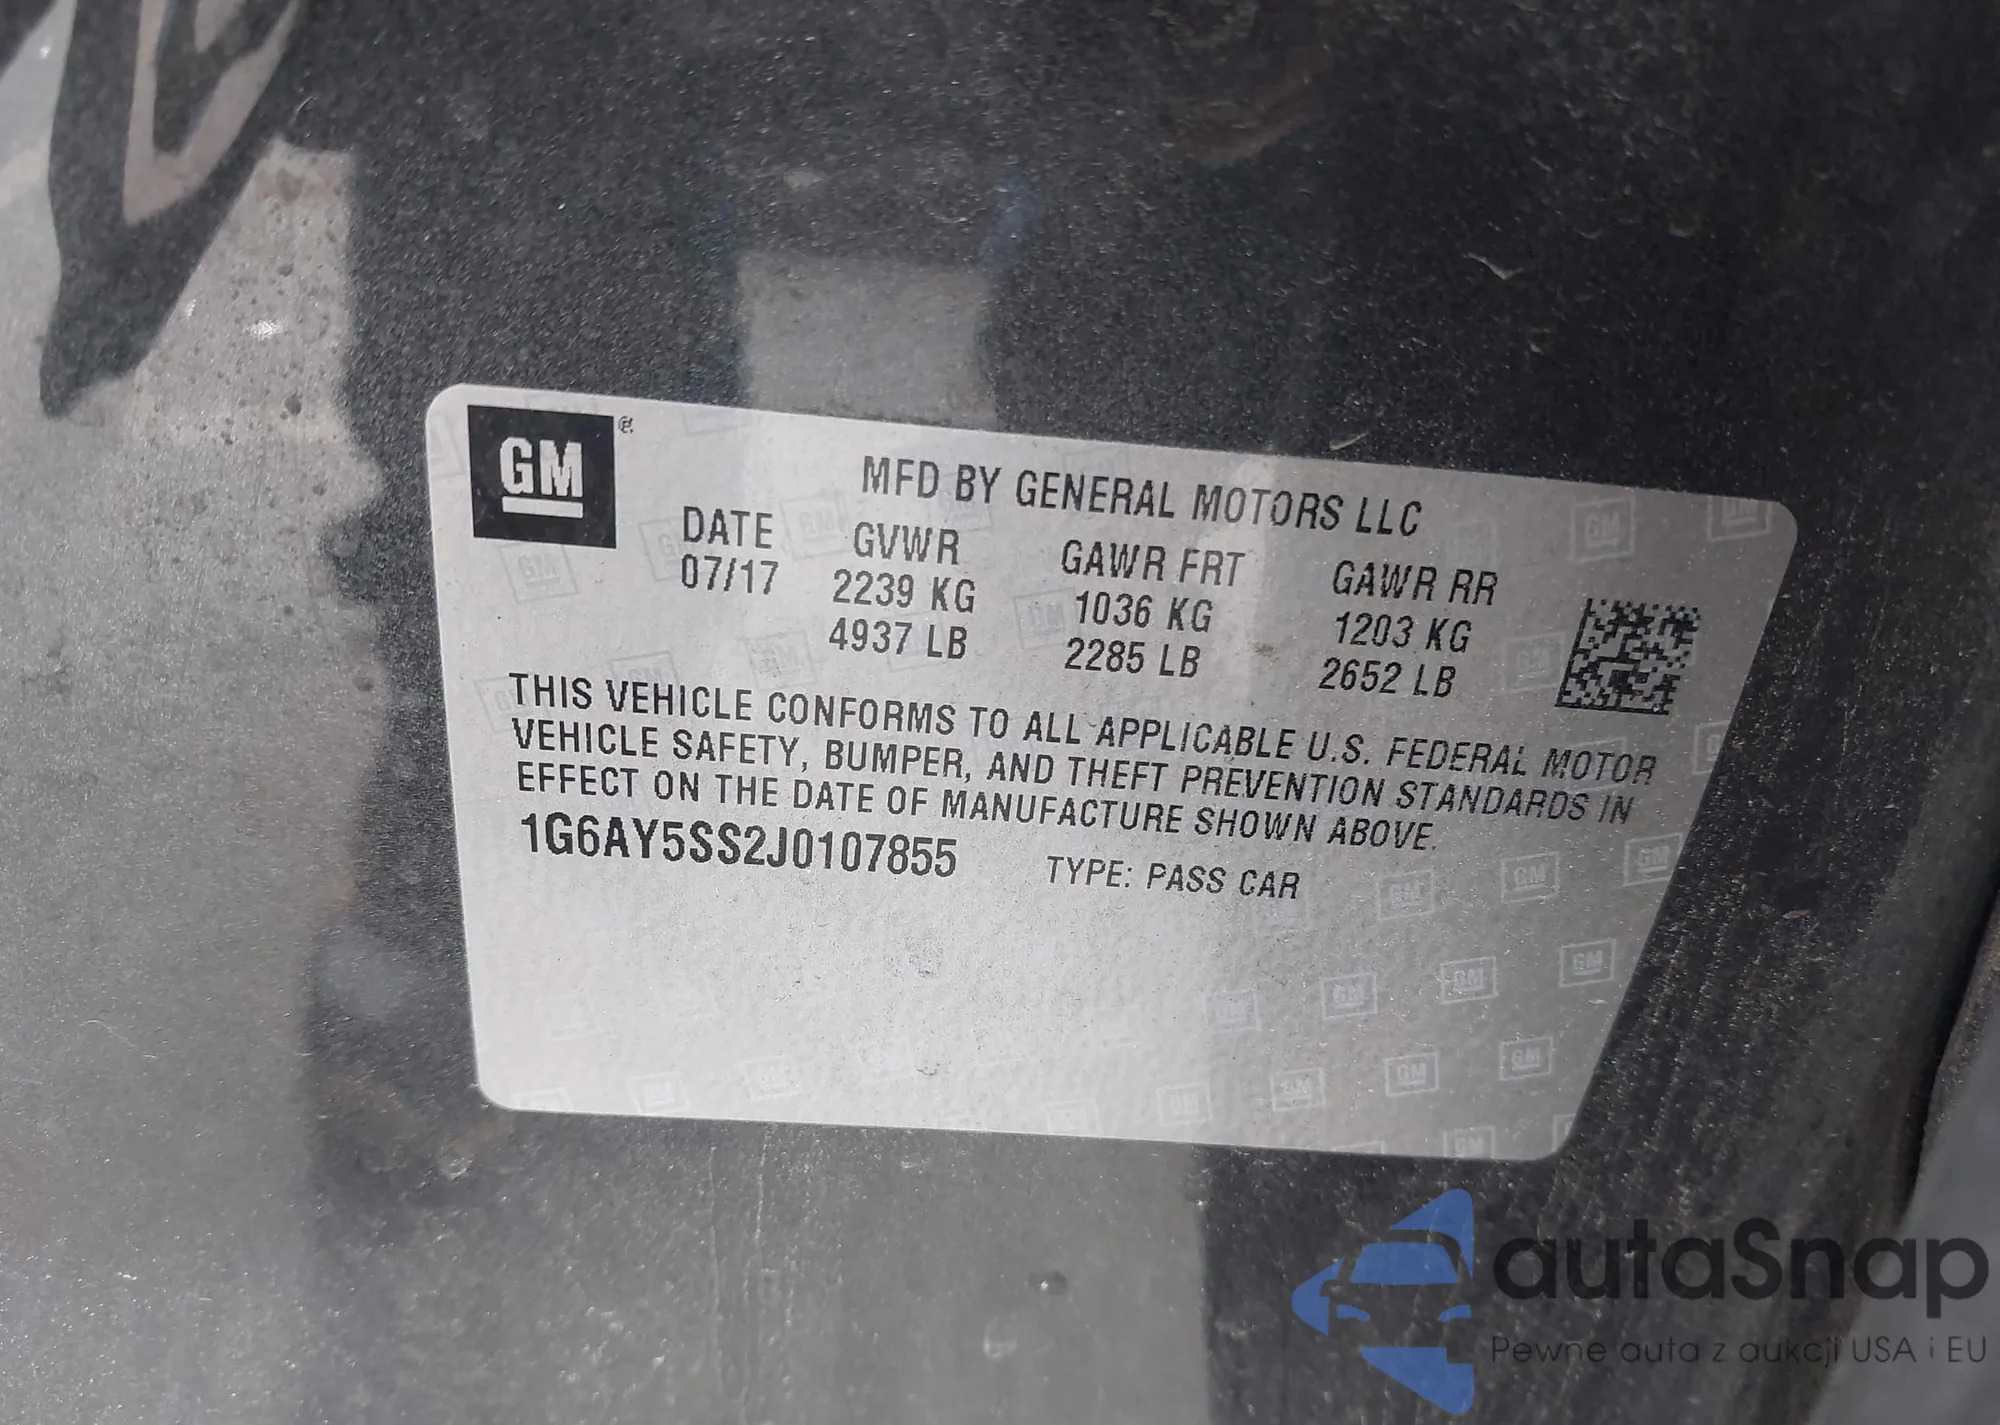 GM
MFD BY GENERAL MOTORS LLC
DATE GVWR GAWR FRT GAWR RR
07/17 2239 KG 1036 KG 1203 KG
4937 LB 2285 LB 2652 LB
THIS VEHICLE CONFORMS TO ALL APPLICABLE U.S. FEDERAL MOTOR
VEHICLE SAFETY, BUMPER, AND THEFT PREVENTION STANDARDS IN
EFFECT ON THE DATE OF MANUFACTURE SHOWN ABOVE.
1G6AY5SS2J0107855 TYPE: PASS CAR
autaSnap
Pewne auta z aukcji USA i EU